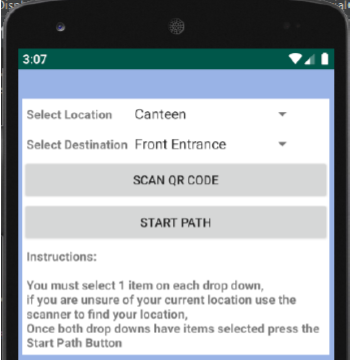 3:07
Select Location Canteen
Select Destination Front Entrance
SCAN QR CODE
START PATH
Instructions:
You must select 1 item on each drop down,
if you are unsure of your current location use the
scanner to find your location,
Once both drop downs have items selected press the
Start Path Button